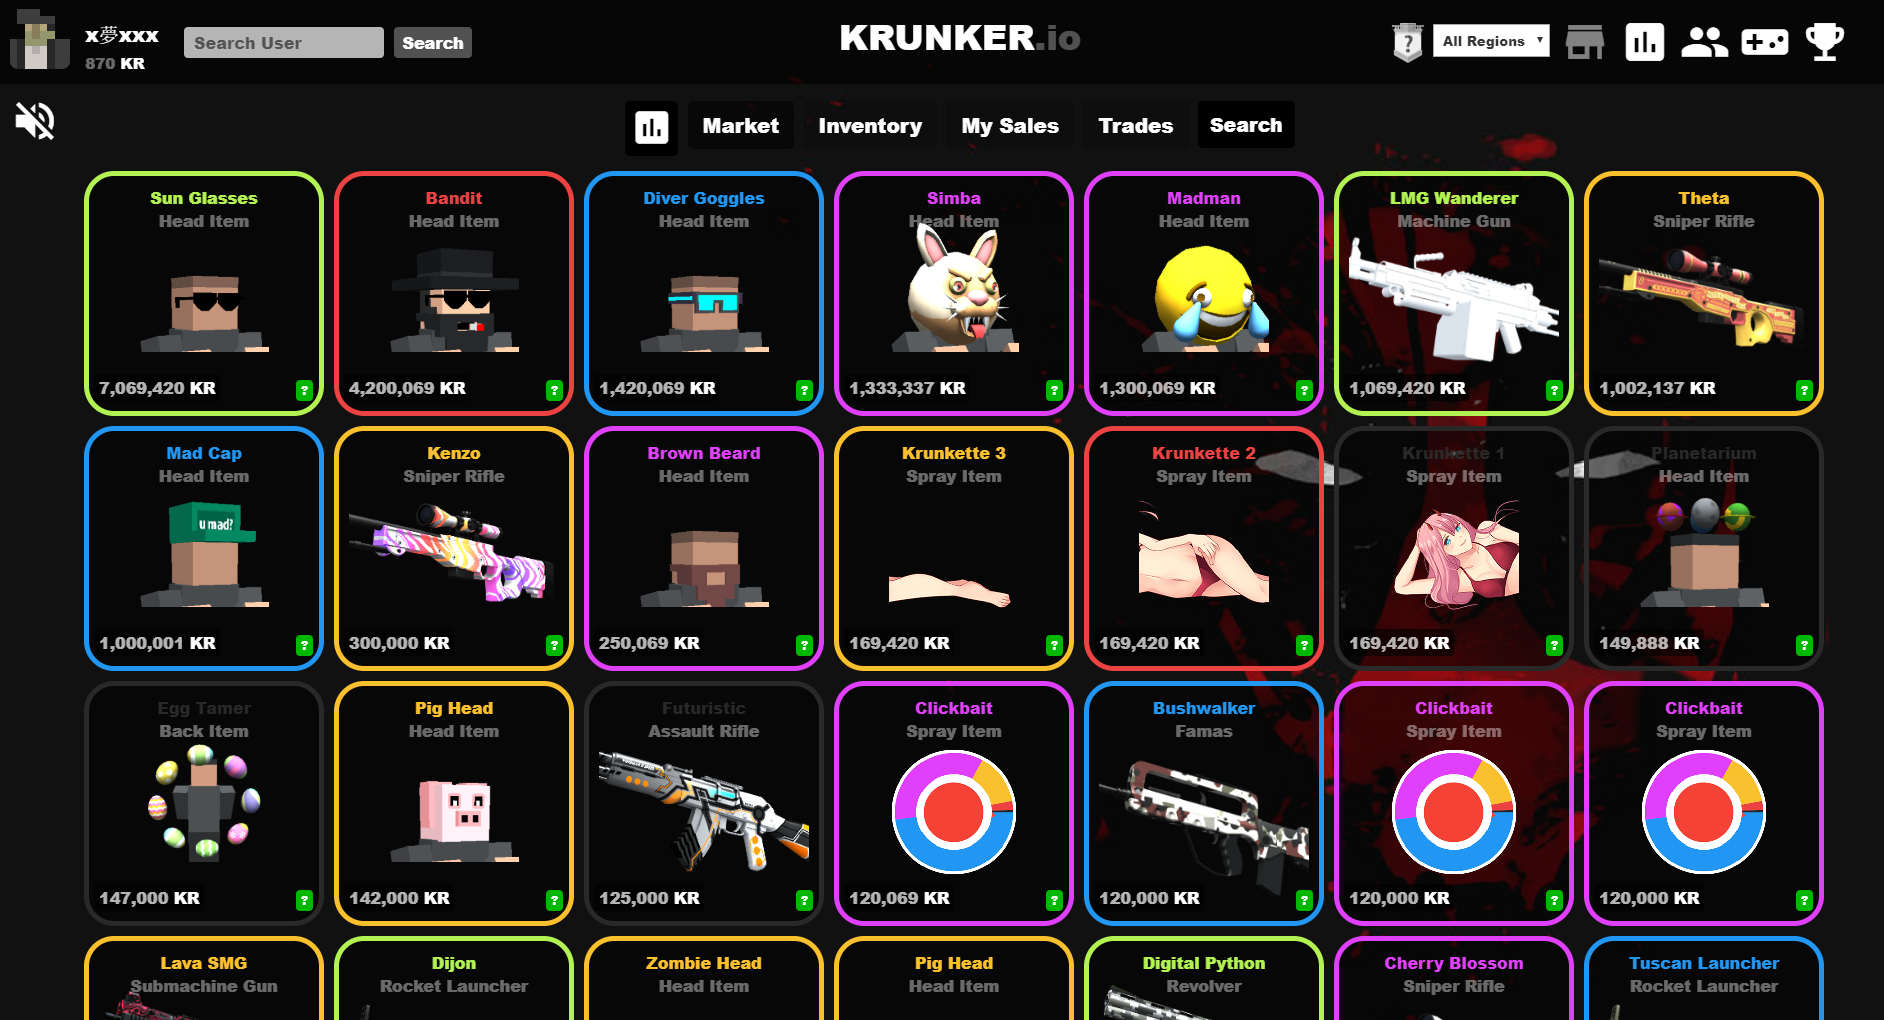 x夢xxx
870 KR
Search User
Search
KRUNKER.io
?
All Regions
Market
Inventory
My Sales
Trades
Search
Sun Glasses
Head Item
7,069,420 KR
?
Bandit
Head Item
4,200,069 KR
?
Diver Goggles
Head Item
1,420,069 KR
?
Simba
Head Item
1,333,337 KR
?
Madman
Head Item
1,300,069 KR
?
LMG Wanderer
Machine Gun
1,069,420 KR
?
Theta
Sniper Rifle
1,002,137 KR
?
Mad Cap
Head Item
u mad?
1,000,001 KR
?
Kenzo
Sniper Rifle
300,000 KR
?
Brown Beard
Head Item
250,069 KR
?
Krunkette 3
Spray Item
169,420 KR
?
Krunkette 2
Spray Item
169,420 KR
?
Krunkette 1
Spray Item
169,420 KR
?
Planetarium
Head Item
149,888 KR
?
Egg Tamer
Back Item
147,000 KR
?
Pig Head
Head Item
142,000 KR
?
Futuristic
Assault Rifle
125,000 KR
?
Clickbait
Spray Item
120,069 KR
?
Bushwalker
Famas
120,000 KR
?
Clickbait
Spray Item
120,000 KR
?
Clickbait
Spray Item
120,000 KR
?
Lava SMG
Submachine Gun
Dijon
Rocket Launcher
Zombie Head
Head Item
Pig Head
Head Item
Digital Python
Revolver
Cherry Blossom
Sniper Rifle
Tuscan Launcher
Rocket Launcher